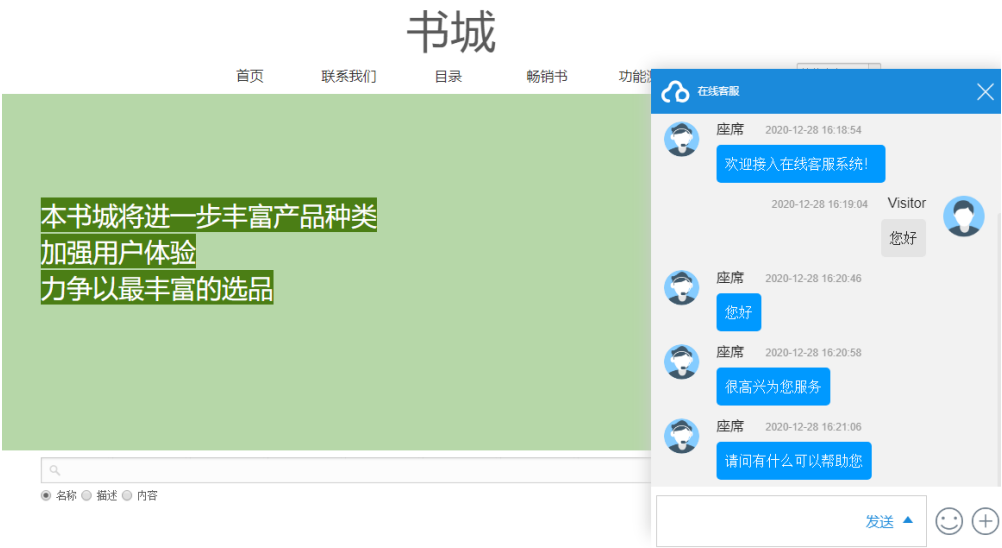 书城
首页 联系我们 目录 畅销书 功能
本书城将进一步丰富产品种类
加强用户体验
力争以最丰富的选品
名称 描述 内容
在线客服
座席 2020-12-28 16:18:54
欢迎接入在线客服系统!
2020-12-28 16:19:04 Visitor
您好
座席 2020-12-28 16:20:46
您好
座席 2020-12-28 16:20:58
很高兴为您服务
座席 2020-12-28 16:21:06
请问有什么可以帮助您
发送